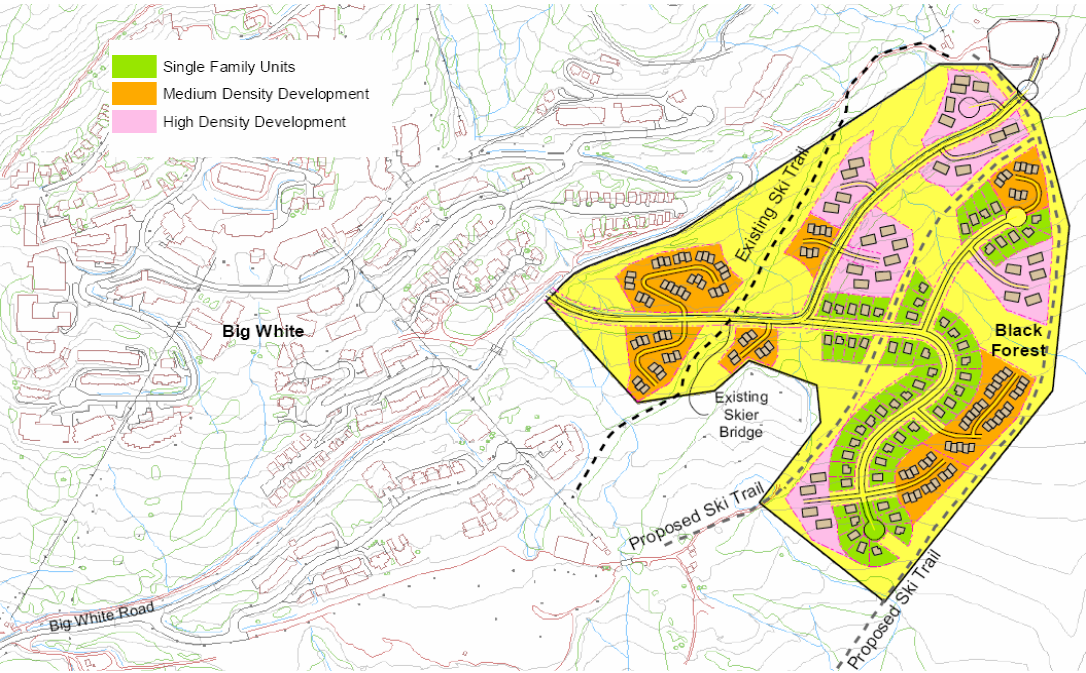 Single Family Units
Medium Density Development
High Density Development
Existing Ski Trail
Big White
Black
Forest
Existing
Skier
Bridge
Proposed Ski Trail
Proposed Ski Trail
Big White Road